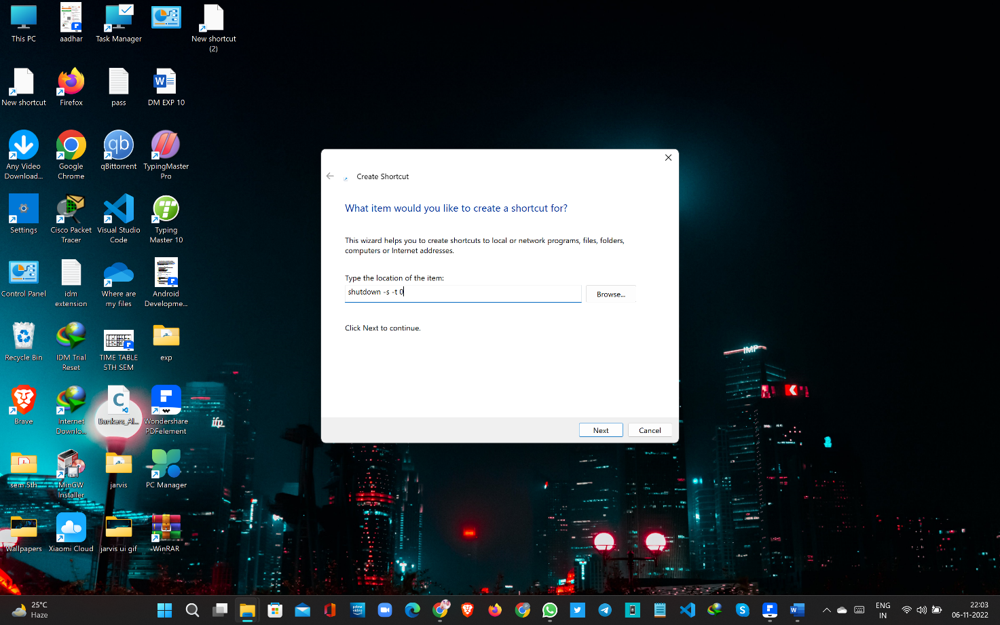 This PC
aadhar
Task Manager
New shortcut
(2)
New shortcut
Firefox
pass
DM EXP 10
Any Video
Download...
Google
Chrome
qBittorrent
TypingMaster
Pro
Settings
Cisco Packet
Tracer
Visual Studio
Code
Typing
Master 10
Control Panel
idm
extension
Where are
my files
Android
Developme...
Recycle Bin
IDM Trial
Reset
TIME TABLE
5TH SEM
exp
Brave
Internet
Downlo...
Bankers_Al...
Wondershare
PDFelement
sem 5th
MinGW
Installer
jarvis
PC Manager
Wallpapers
Xiaomi Cloud
jarvis ui gif
WinRAR
Create Shortcut
What item would you like to create a shortcut for?
This wizard helps you to create shortcuts to local or network programs, files, folders,
computers or Internet addresses.
Type the location of the item:
shutdown -s -t 0
Browse...
Click Next to continue.
Next
Cancel
iMP
ifp
25°C
Haze
prime
video
ENG
IN
22:03
06-11-2022